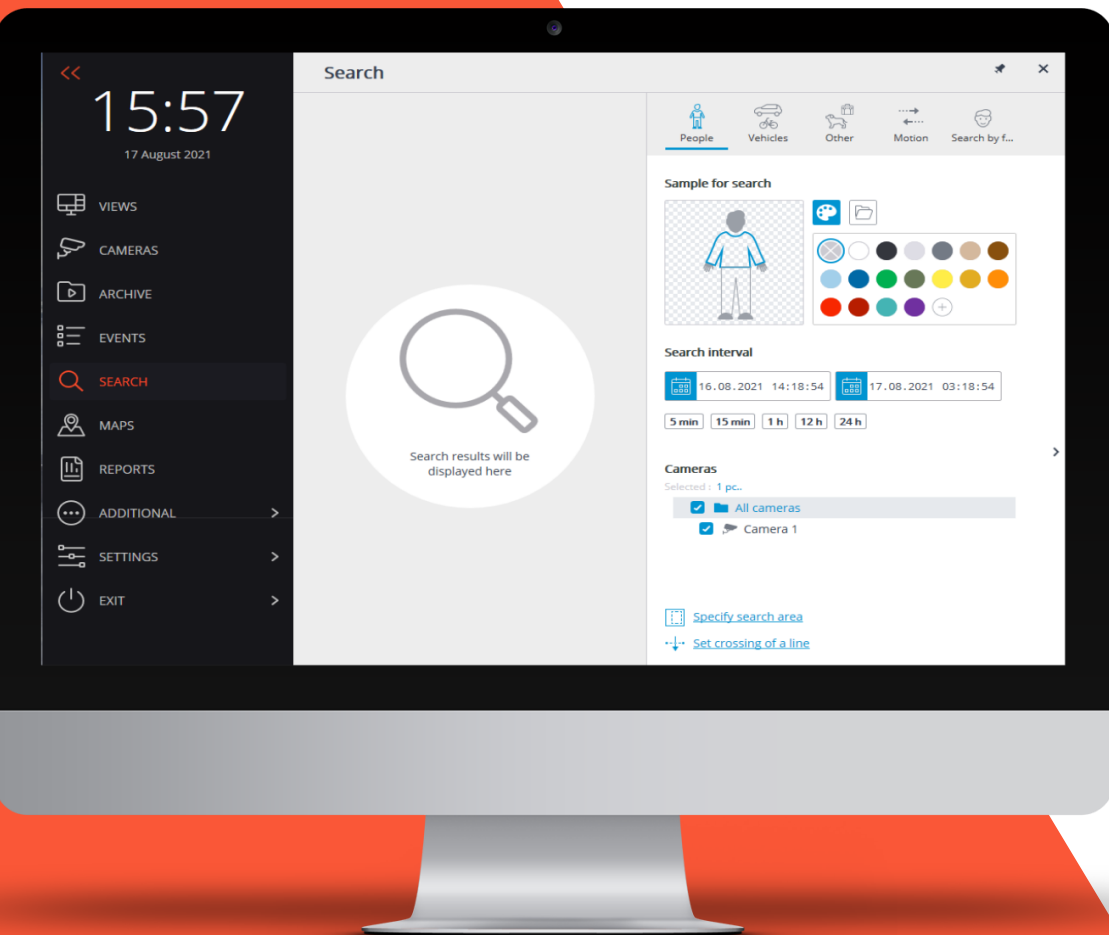 15:57
17 August 2021
VIEWS
CAMERAS
ARCHIVE
EVENTS
SEARCH
MAPS
REPORTS
ADDITIONAL
SETTINGS
EXIT
Search
Search results will be
displayed here
People
Vehicles
Other
Motion
Search by f...
Sample for search
Search interval
16.08.2021 14:18:54
17.08.2021 03:18:54
5 min
15 min
1 h
12 h
24 h
Cameras
Selected : 1 pc..
All cameras
Camera 1
Specify search area
Set crossing of a line